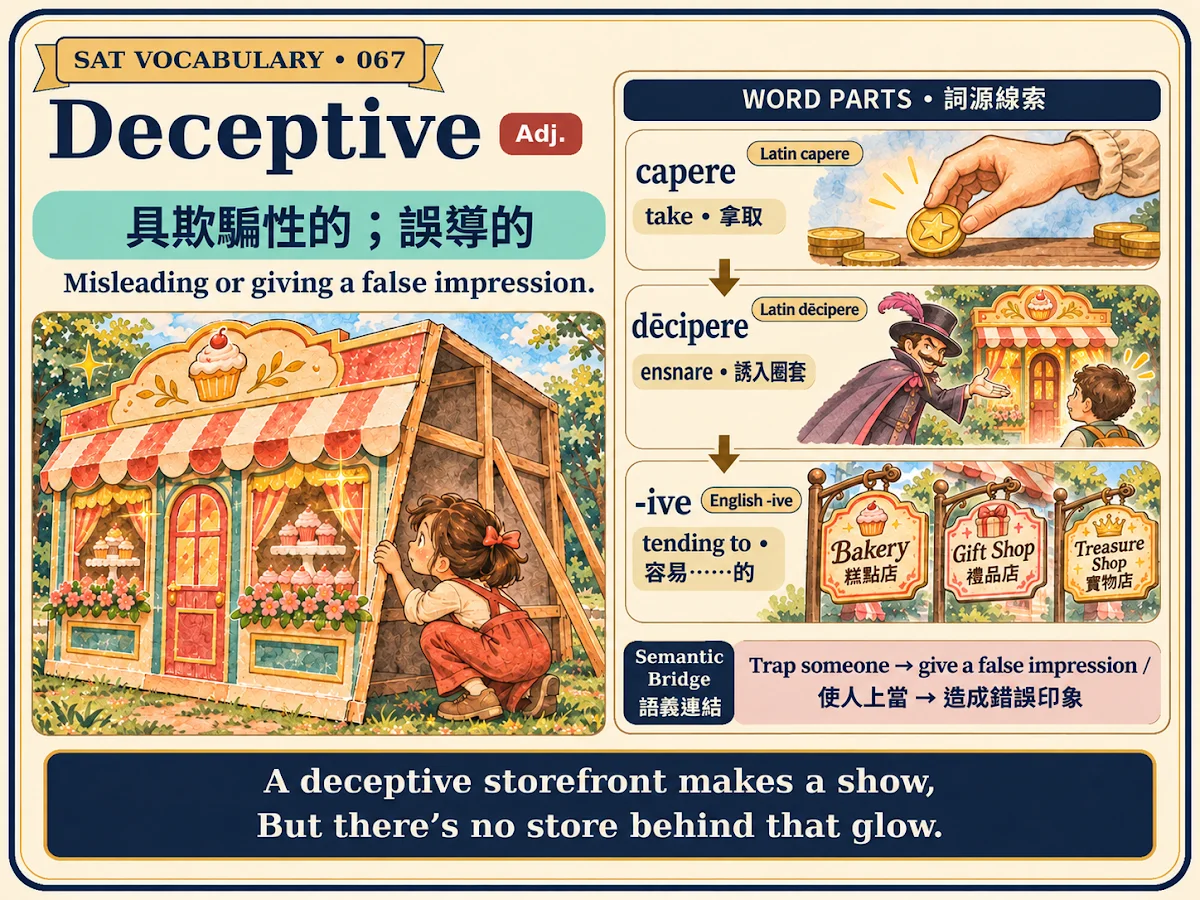 SAT VOCABULARY • 067
Deceptive
Adj.
具欺騙性的；誤導的
Misleading or giving a false impression.
WORD PARTS • 詞源線索
capere
Latin capere
take • 拿取
dēcipere
Latin dēcipere
ensnare • 誘入圈套
-ive
English -ive
tending to •
容易……的
Bakery
糕點店
Gift Shop
禮品店
Treasure
Shop
寶物店
Semantic
Bridge
語義連結
Trap someone → give a false impression /
使人上當 → 造成錯誤印象
A deceptive storefront makes a show,
But there’s no store behind that glow.